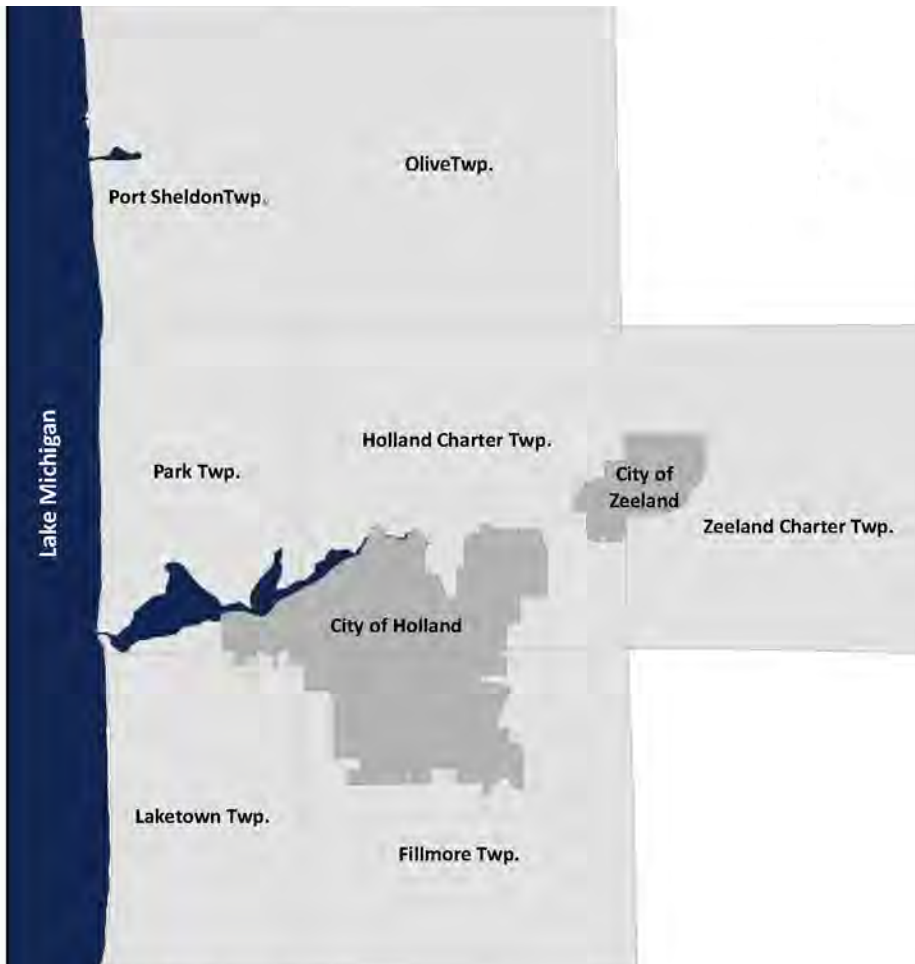 OliveTwp.
Port SheldonTwp.
Lake Michigan
Holland Charter Twp.
Park Twp.
City of
Zeeland
Zeeland Charter Twp.
City of Holland
Laketown Twp.
Fillmore Twp.